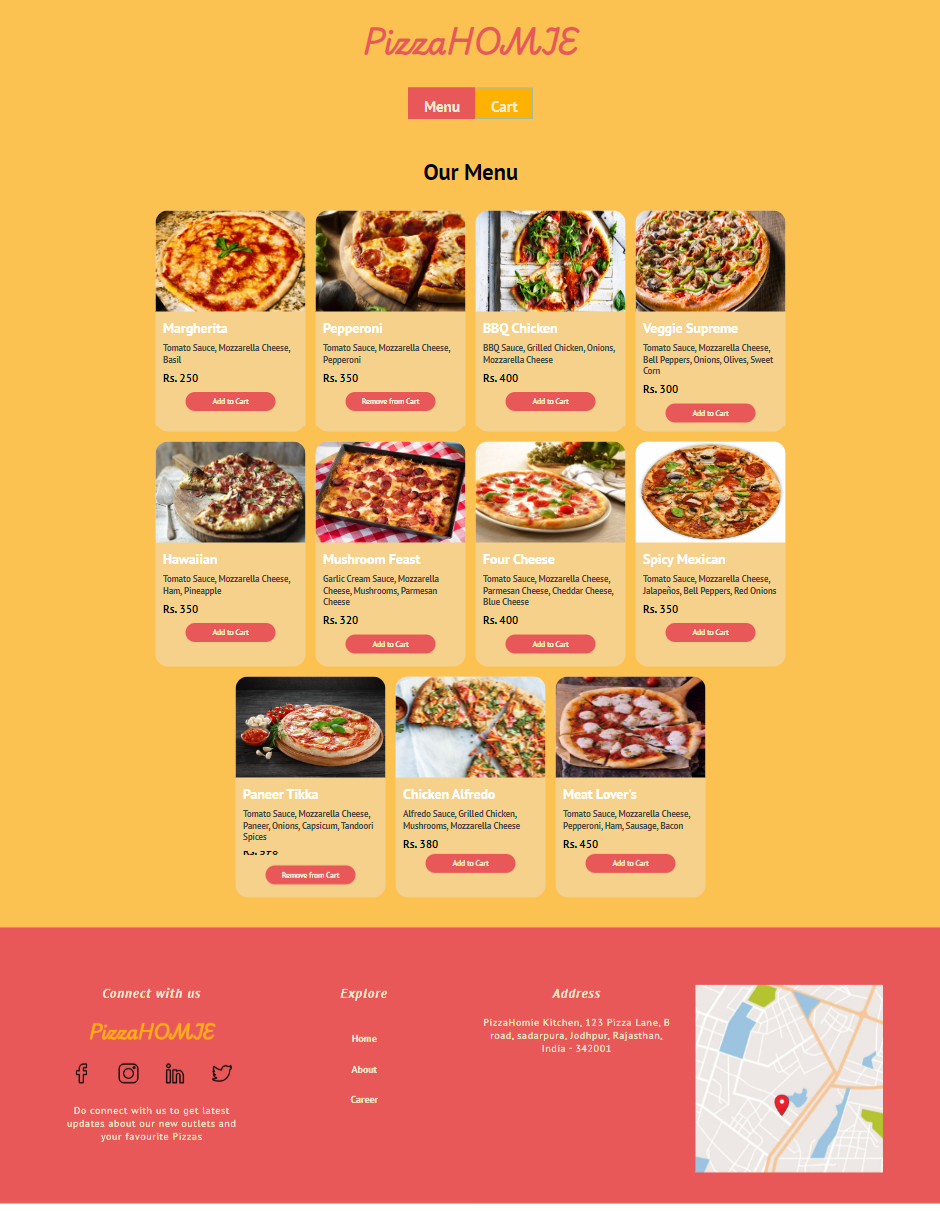 PizzaHOMIE
Menu
Cart
Our Menu
Margherita
Tomato Sauce, Mozzarella Cheese,
Basil
Rs. 250
Add to Cart
Pepperoni
Tomato Sauce, Mozzarella Cheese,
Pepperoni
Rs. 350
Remove from Cart
BBQ Chicken
BBQ Sauce, Grilled Chicken, Onions,
Mozzarella Cheese
Rs. 400
Add to Cart
Veggie Supreme
Tomato Sauce, Mozzarella Cheese,
Bell Peppers, Onions, Olives, Sweet
Corn
Rs. 300
Add to Cart
Hawaiian
Tomato Sauce, Mozzarella Cheese,
Ham, Pineapple
Rs. 350
Add to Cart
Mushroom Feast
Garlic Cream Sauce, Mozzarella
Cheese, Mushrooms, Parmesan
Cheese
Rs. 320
Add to Cart
Four Cheese
Tomato Sauce, Mozzarella Cheese,
Parmesan Cheese, Cheddar Cheese,
Blue Cheese
Rs. 400
Add to Cart
Spicy Mexican
Tomato Sauce, Mozzarella Cheese,
Jalapeños, Bell Peppers, Red Onions
Rs. 350
Add to Cart
Paneer Tikka
Tomato Sauce, Mozzarella Cheese,
Paneer, Onions, Capsicum, Tandoori
Spices
Rs.
Remove from Cart
Chicken Alfredo
Alfredo Sauce, Grilled Chicken,
Mushrooms, Mozzarella Cheese
Rs. 380
Add to Cart
Meat Lover's
Tomato Sauce, Mozzarella Cheese,
Pepperoni, Ham, Sausage, Bacon
Rs. 450
Add to Cart
Connect with us
PizzaHOMIE
Do connect with us to get latest
updates about our new outlets and
your favourite Pizzas
Explore
Home
About
Career
Address
PizzaHomie Kitchen, 123 Pizza Lane, B
road, sadarpura, Jodhpur, Rajasthan,
India - 342001